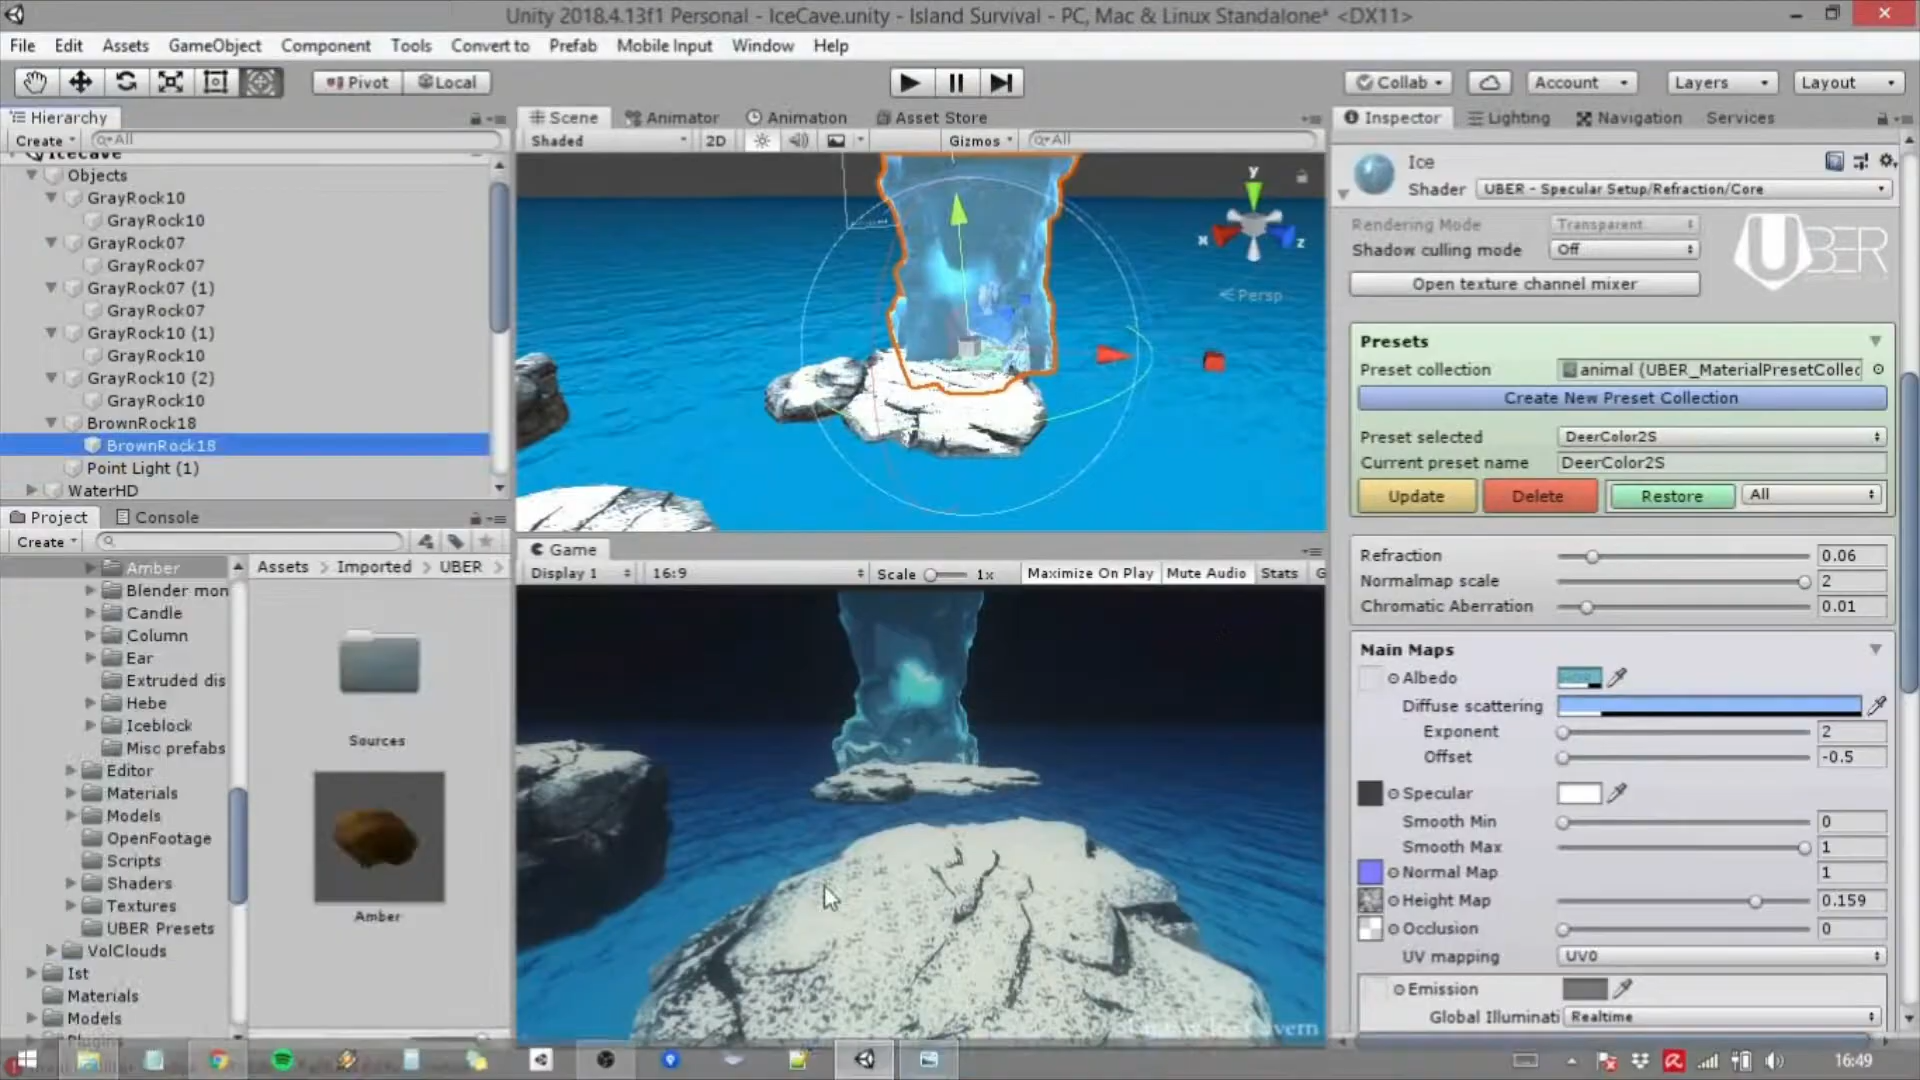 Unity 2018.4.13f1 Personal - IceCave.unity - Island Survival - PC, Mac & Linux Standalone* <DX11>
File Edit Assets GameObject Component Tools Convert to Prefab Mobile Input Window Help
Pivot Local Collab Account Layers Layout
Hierarchy
Create All
IceCave
Objects
GrayRock10
GrayRock10
GrayRock07
GrayRock07
GrayRock07 (1)
GrayRock07
GrayRock10 (1)
GrayRock10
GrayRock10 (2)
GrayRock10
BrownRock18
BrownRock18
Point Light (1)
WaterHD
Scene Animator Animation Asset Store
Shaded 2D Gizmos All
y
x z
Persp
Project Console
Create
Amber
Blender mon
Candle
Column
Ear
Extruded dis
Hebe
Iceblock
Misc prefabs
Editor
Materials
Models
OpenFootage
Scripts
Shaders
Textures
UBER Presets
VolClouds
Ist
Materials
Models
Plugins
Assets > Imported > UBER >
Sources
Amber
Game
Display 1 16:9 Scale 1x Maximize On Play Mute Audio Stats G
Inspector Lighting Navigation Services
Ice
Shader UBER - Specular Setup/Refraction/Core
Rendering Mode Transparent
Shadow culling mode Off
UBER
Open texture channel mixer
Presets
Preset collection animal (UBER_MaterialPresetCollec
Create New Preset Collection
Preset selected DeerColor2S
Current preset name DeerColor2S
Update Delete Restore All
Refraction 0.06
Normalmap scale 2
Chromatic Aberration 0.01
Main Maps
Albedo
Diffuse scattering
Exponent 2
Offset -0.5
Specular
Smooth Min 0
Smooth Max 1
Normal Map 1
Height Map 0.159
Occlusion 0
UV mapping UV0
Emission
Global Illuminati Realtime
16:49